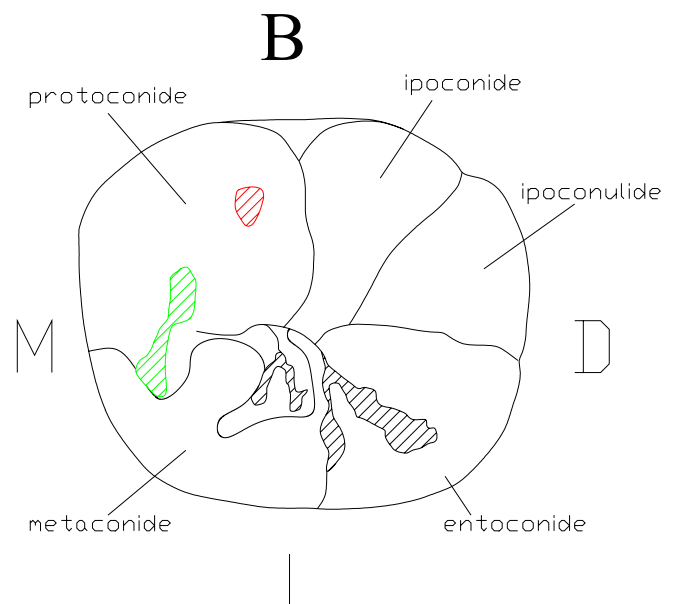 B
ipoconide
protoconide
ipoconulide
M
D
metaconide
entoconide
I